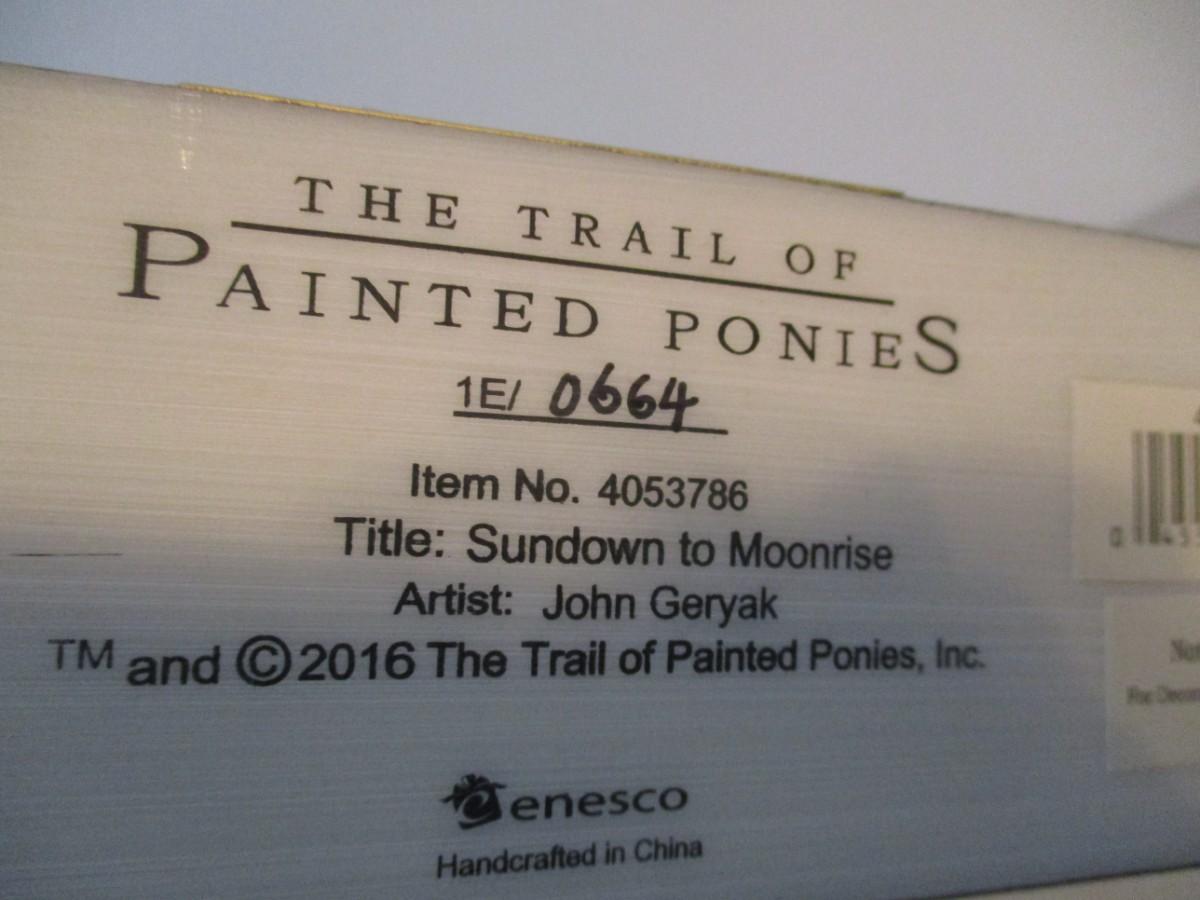 THE TRAIL OF
PAINTED PONIES
1E/ 0664
Item No. 4053786
Title: Sundown to Moonrise
Artist: John Geryak
TM and ©2016 The Trail of Painted Ponies, Inc.
enesco
Handcrafted in China